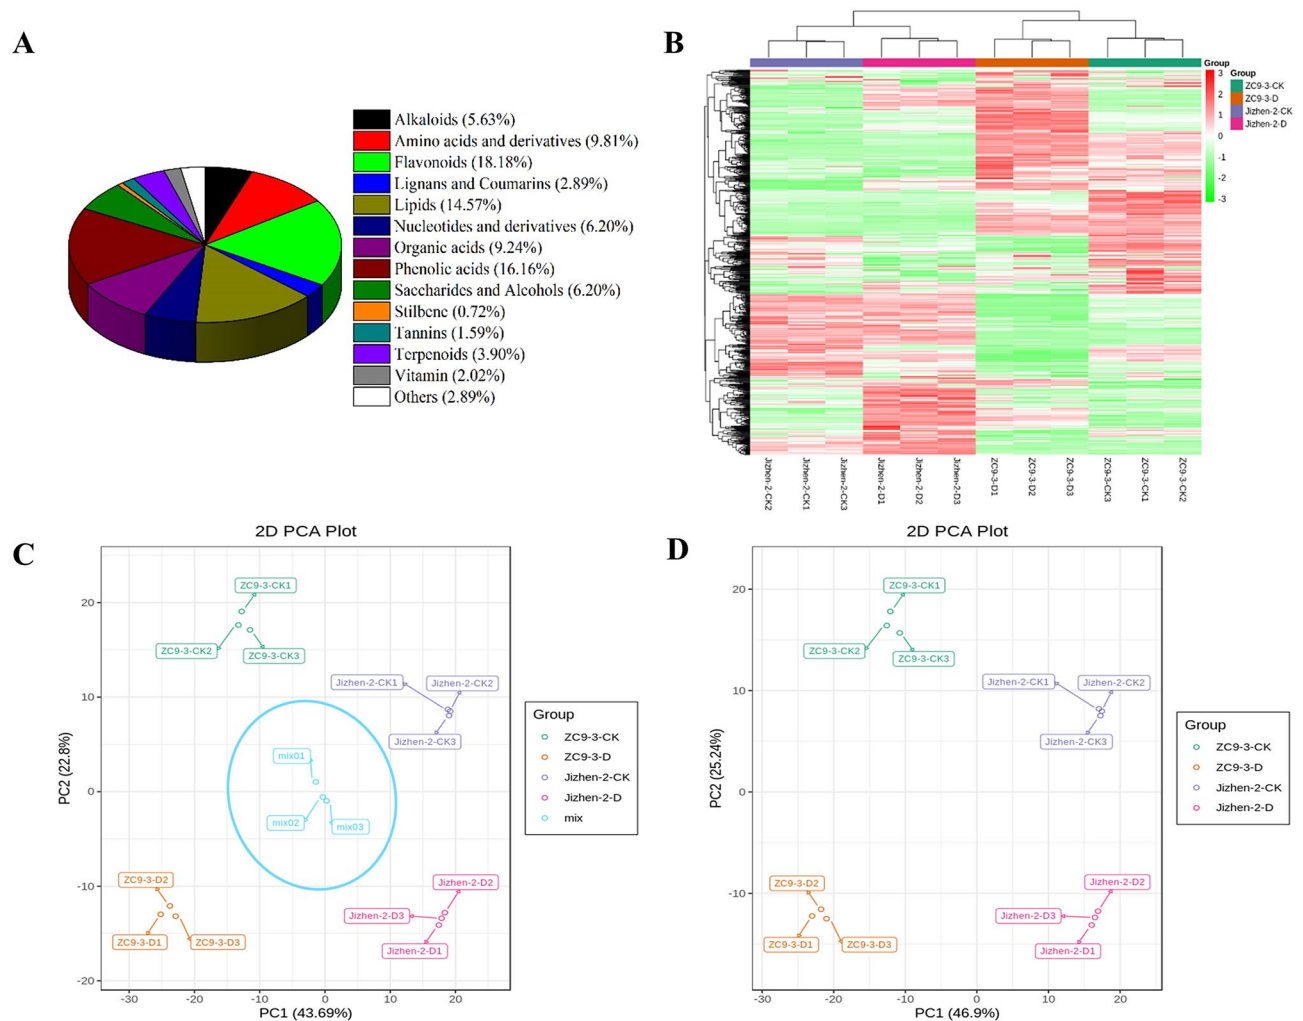 A
Alkaloids (5.63%)
Amino acids and derivatives (9.81%)
Flavonoids (18.18%)
Lignans and Coumarins (2.89%)
Lipids (14.57%)
Nucleotides and derivatives (6.20%)
Organic acids (9.24%)
Phenolic acids (16.16%)
Saccharides and Alcohols (6.20%)
Stilbene (0.72%)
Tannins (1.59%)
Terpenoids (3.90%)
Vitamin (2.02%)
Others (2.89%)
B
Group
3
2
1
0
-1
-2
-3
Group
ZC9-3-CK
ZC9-3-D
Jizhen-2-CK
Jizhen-2-D
Jizhen-2-CK2
Jizhen-2-CK1
Jizhen-2-CK3
Jizhen-2-D1
Jizhen-2-D2
Jizhen-2-D3
ZC9-3-D1
ZC9-3-D2
ZC9-3-D3
ZC9-3-CK3
ZC9-3-CK1
ZC9-3-CK2
C
2D PCA Plot
PC2 (22.8%)
20
10
0
-10
-20
ZC9-3-CK1
ZC9-3-CK2
ZC9-3-CK3
Jizhen-2-CK1
Jizhen-2-CK2
Jizhen-2-CK3
mix01
mix02
mix03
ZC9-3-D2
ZC9-3-D1
ZC9-3-D3
Jizhen-2-D2
Jizhen-2-D3
Jizhen-2-D1
-30
-20
-10
0
10
20
PC1 (43.69%)
Group
ZC9-3-CK
ZC9-3-D
Jizhen-2-CK
Jizhen-2-D
mix
D
2D PCA Plot
PC2 (25.24%)
20
10
0
-10
ZC9-3-CK1
ZC9-3-CK2
ZC9-3-CK3
Jizhen-2-CK1
Jizhen-2-CK2
Jizhen-2-CK3
ZC9-3-D2
ZC9-3-D1
ZC9-3-D3
Jizhen-2-D2
Jizhen-2-D3
Jizhen-2-D1
-30
-20
-10
0
10
20
PC1 (46.9%)
Group
ZC9-3-CK
ZC9-3-D
Jizhen-2-CK
Jizhen-2-D